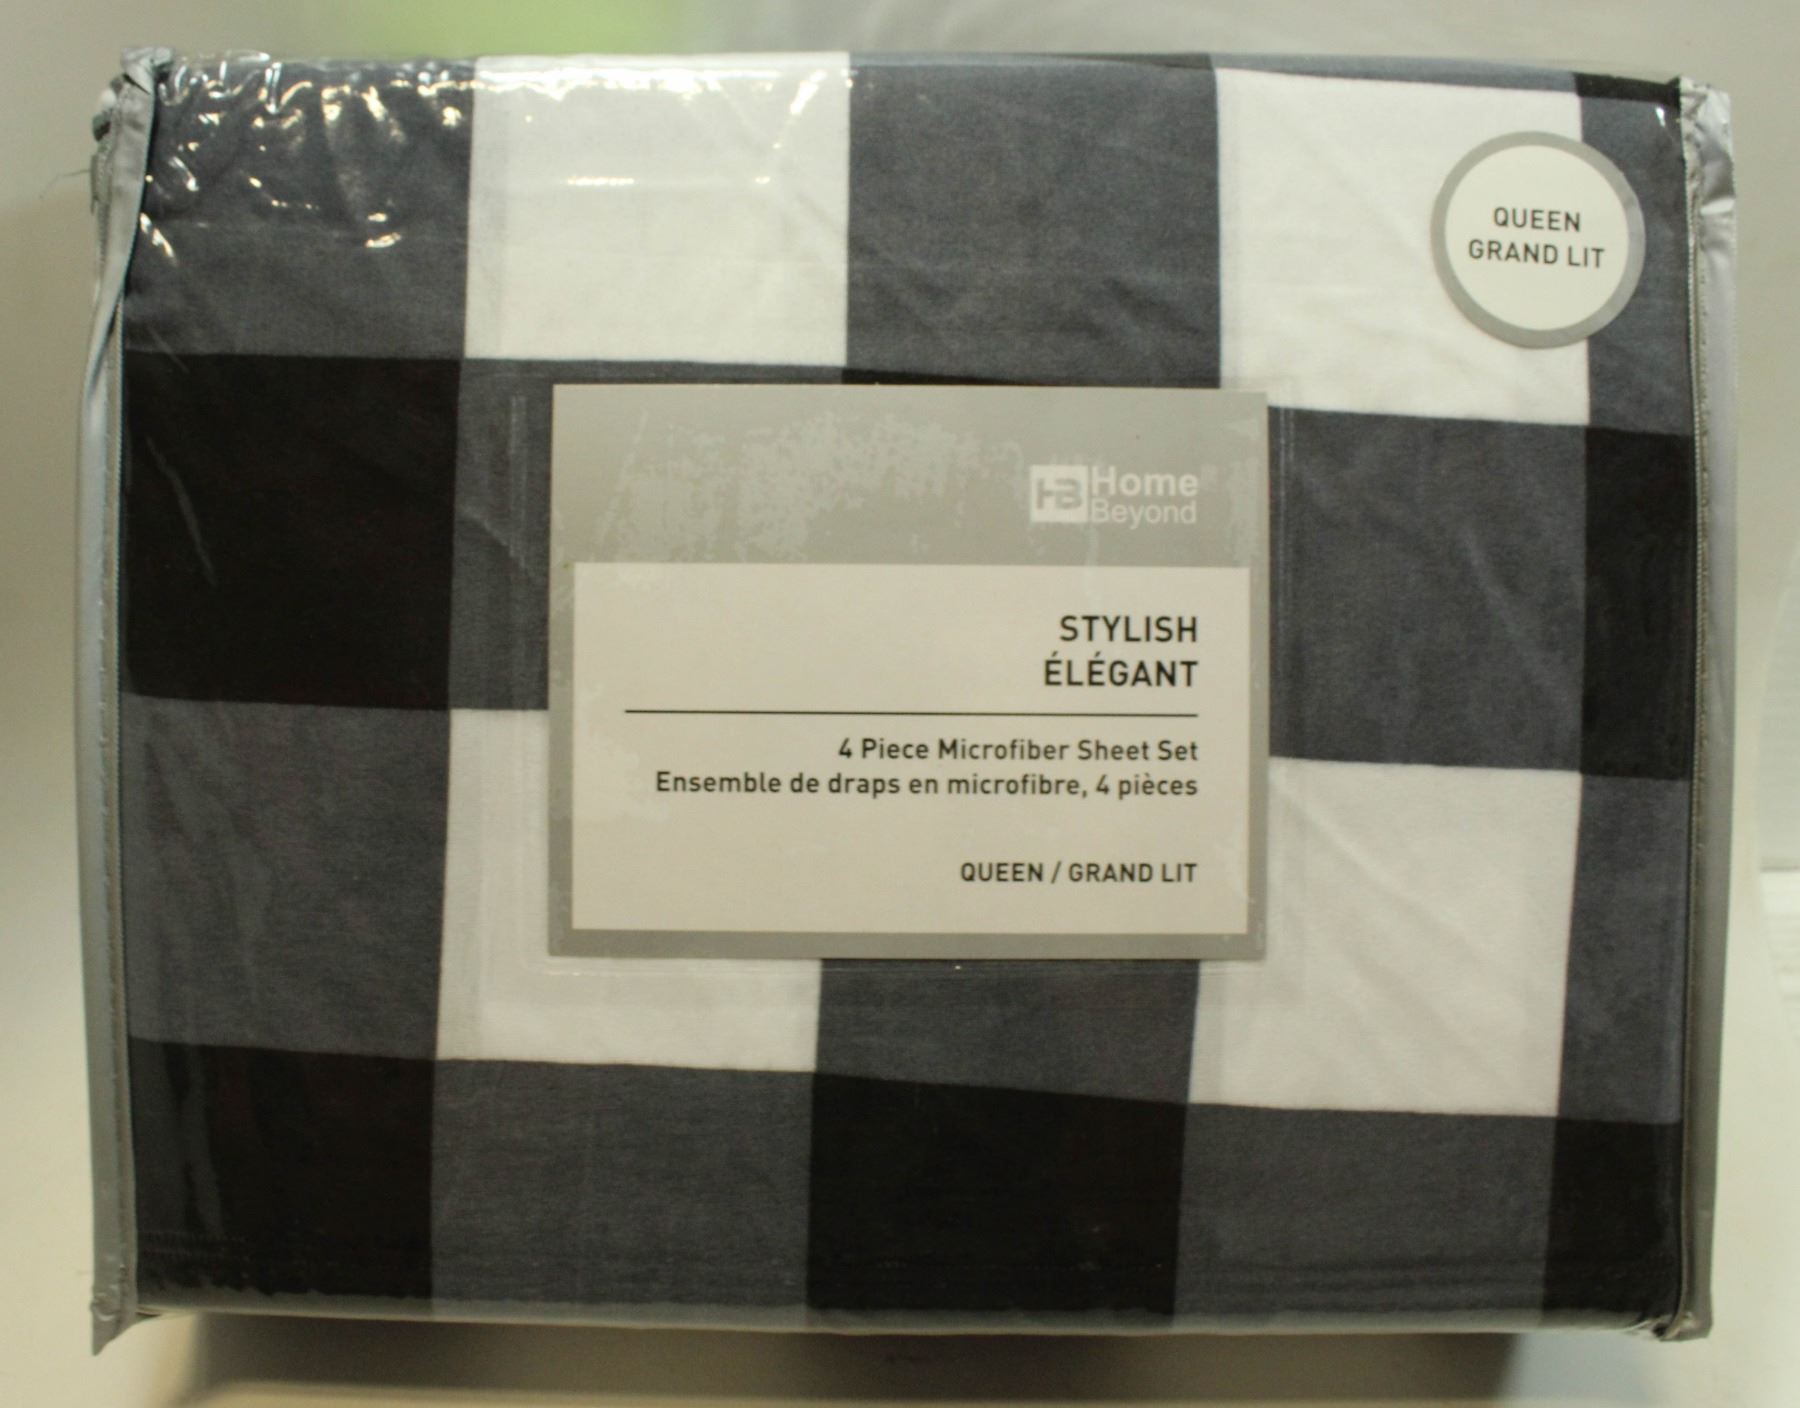 QUEEN
GRAND LIT
HB Home
Beyond
STYLISH
ÉLÉGANT
4 Piece Microfiber Sheet Set
Ensemble de draps en microfibre, 4 pièces
QUEEN / GRAND LIT